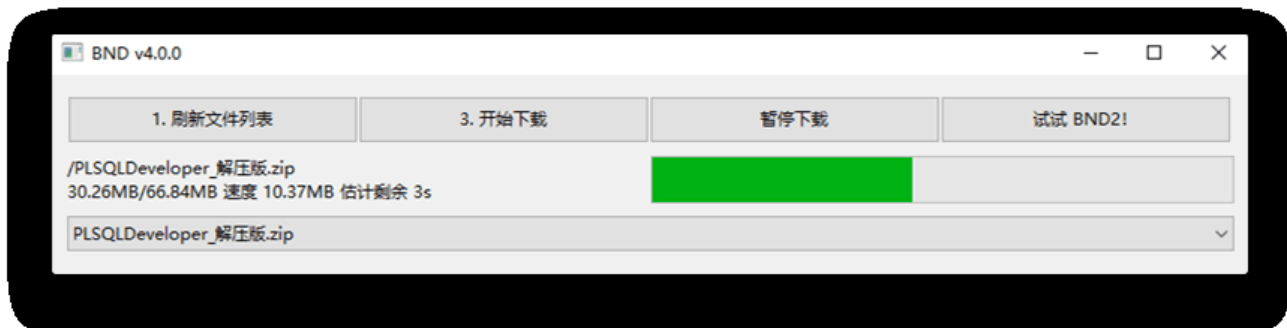 BND v4.0.0
1. 刷新文件列表
3. 开始下载
暂停下载
试试 BND2!
/PLSQLDeveloper_解压版.zip
30.26MB/66.84MB 速度 10.37MB 估计剩余 3s
PLSQLDeveloper_解压版.zip